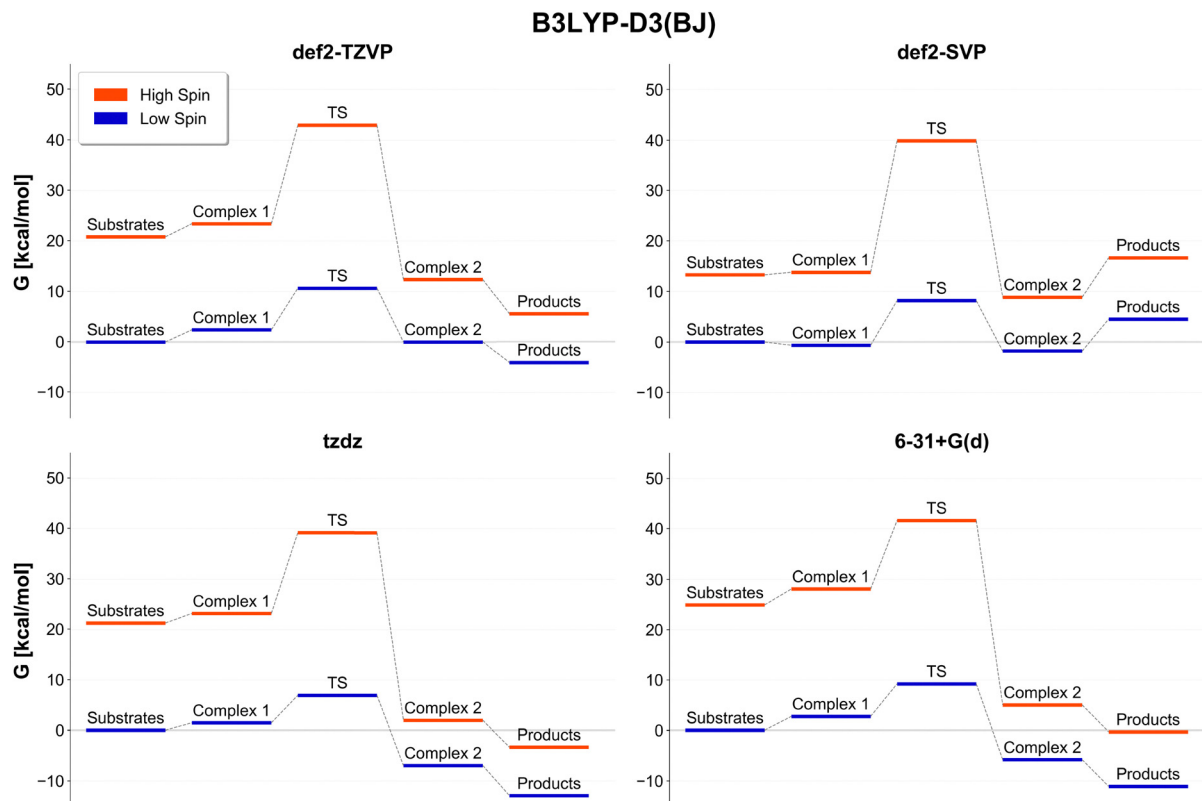 B3LYP-D3(BJ)
def2-TZVP
High Spin
Low Spin
G [kcal/mol]
50
40
30
20
10
0
−10
Substrates
Complex 1
TS
Complex 2
Products
Substrates
Complex 1
TS
Complex 2
Products
def2-SVP
50
40
30
20
10
0
−10
Substrates
Complex 1
TS
Complex 2
Products
Substrates
Complex 1
TS
Complex 2
Products
tzdz
G [kcal/mol]
50
40
30
20
10
0
−10
Substrates
Complex 1
TS
Complex 2
Products
Substrates
Complex 1
TS
Complex 2
Products
6-31+G(d)
50
40
30
20
10
0
−10
Substrates
Complex 1
TS
Complex 2
Products
Substrates
Complex 1
TS
Complex 2
Products